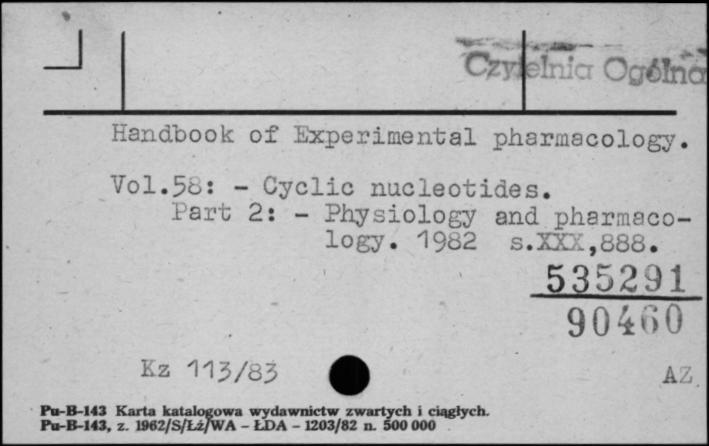 Czytelnia Ogólna
Handbook of Experimental pharmacology.
Vol.58: - Cyclic nucleotides.
Part 2: - Physiology and pharmaco-
logy. 1982 s.XXX,888.
535291
90460
Kz 113/83
AZ
Pu-B-143 Karta katalogowa wydawnictw zwartych i ciągłych.
Pu-B-143, z. 1962/S/Łź/WA - ŁDA - 1203/82 n. 500 000